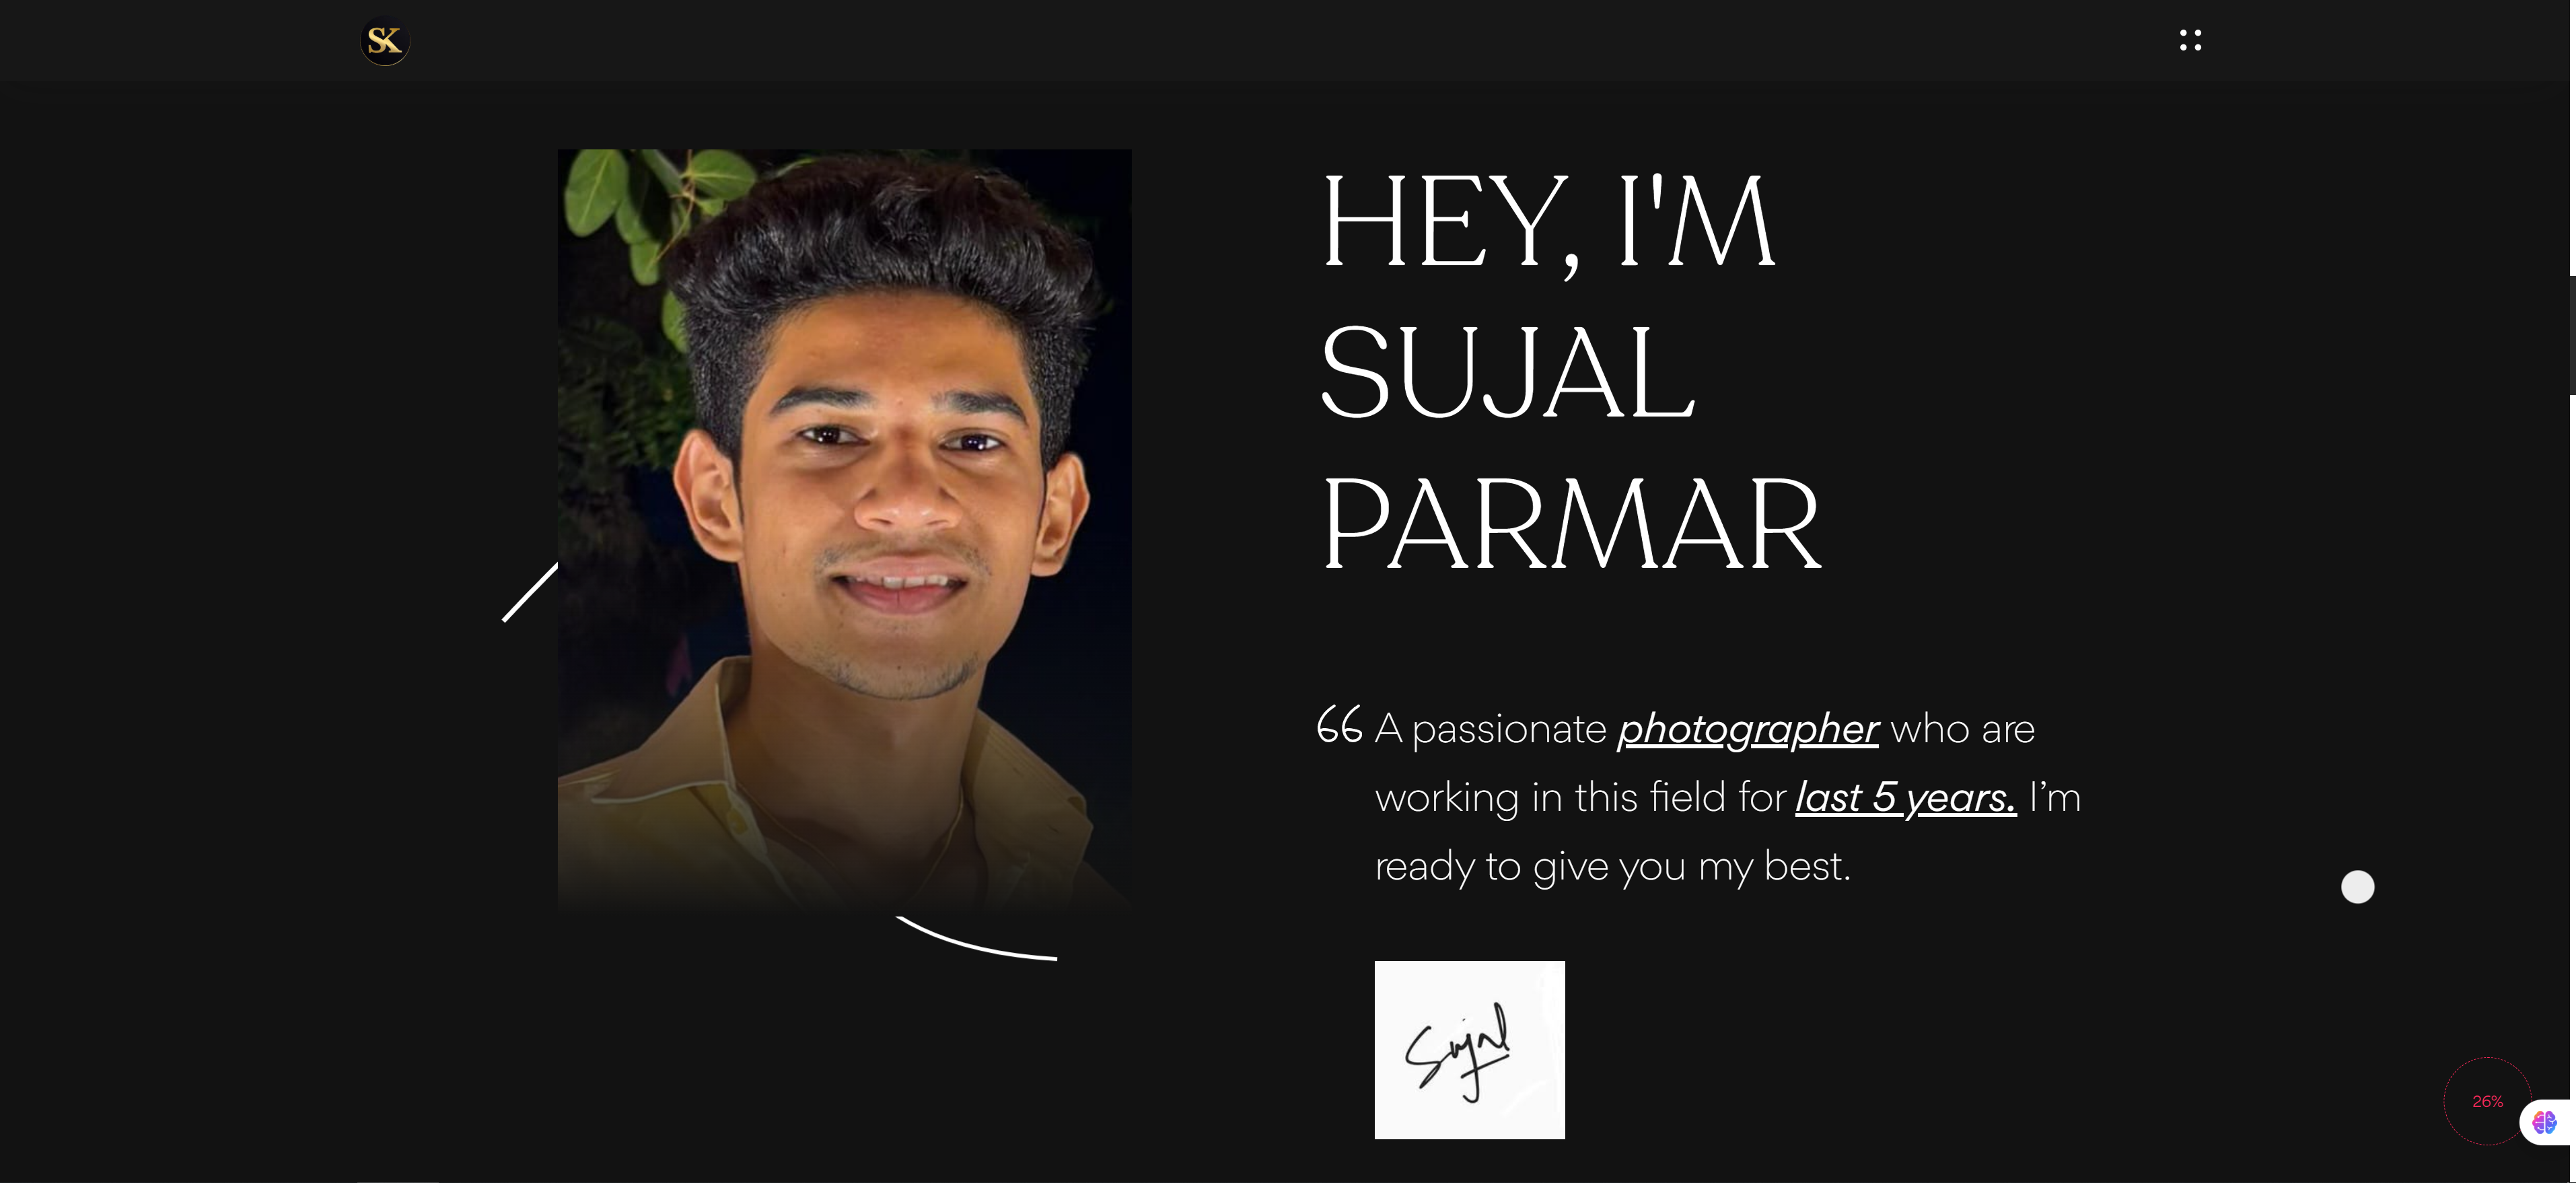 SK
HEY, I'M
SUJAL
PARMAR
“ A passionate photographer who are
working in this field for last 5 years. I’m
ready to give you my best.
Sujal
26%